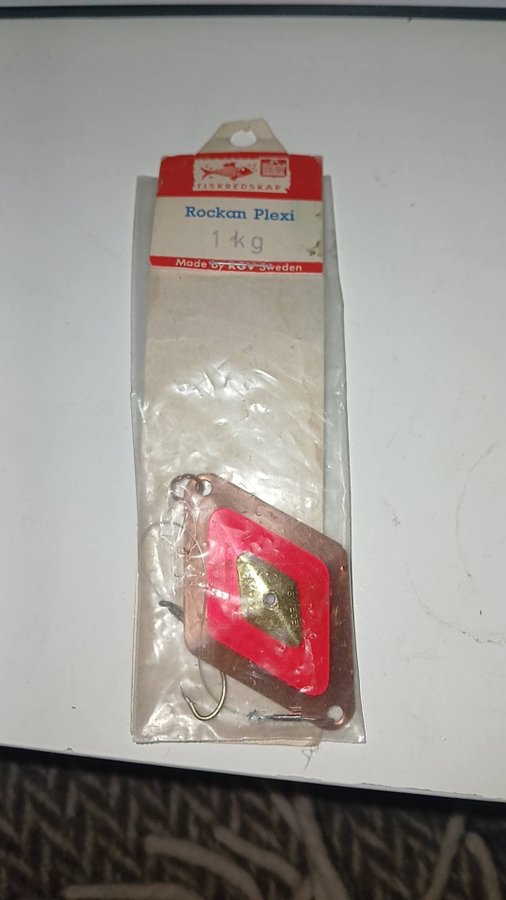 FISKREDSKAP
Rockan Plexi
1 kg
Made by KGV Sweden